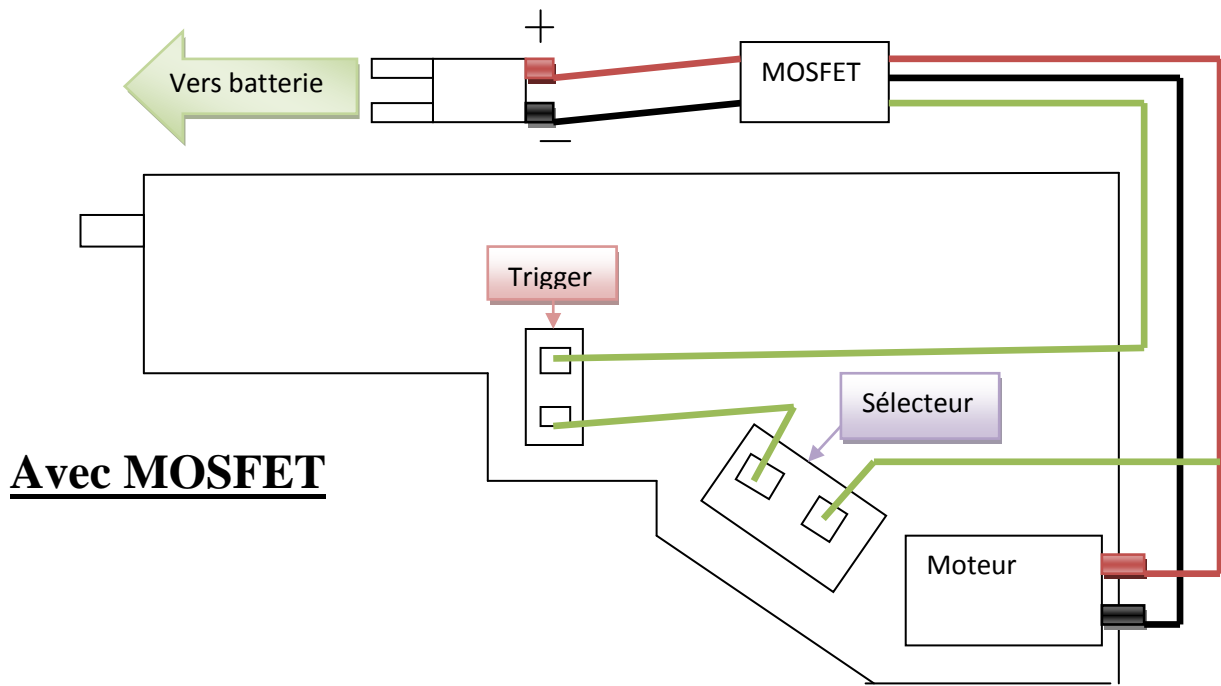 +
Vers batterie
MOSFET
—
Trigger
Sélecteur
Avec MOSFET
Moteur